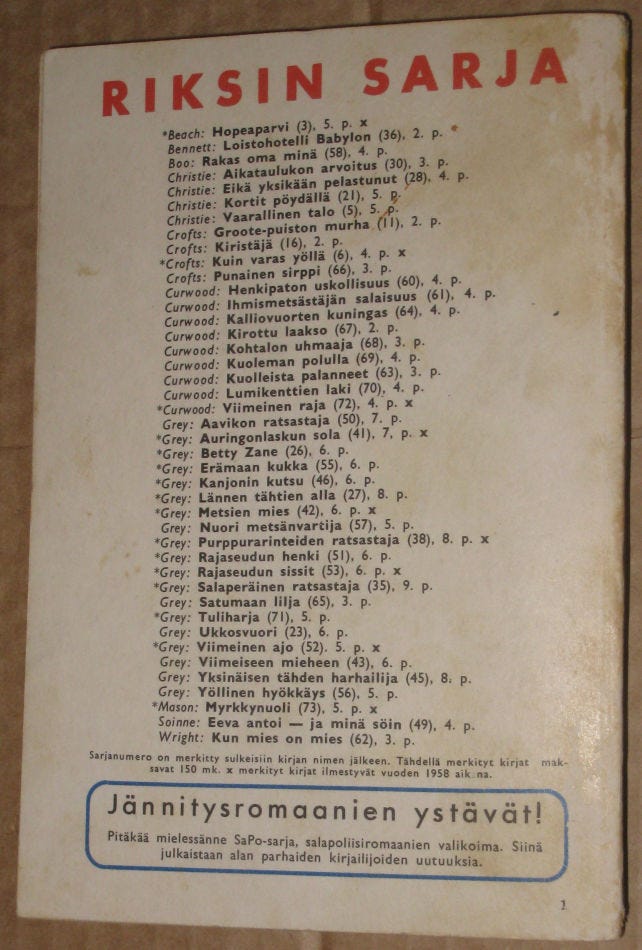 RIKSIN SARJA
*Beach: Hopeaparvi (3), 5. p. x
Bennett: Loistohotelli Babylon (36), 2. p.
Boo: Rakas oma minä (58), 4. p.
Christie: Aikataulukon arvoitus (30), 3. p.
Christie: Eikä yksikään pelastunut (28), 4. p.
Christie: Kortit pöydällä (21), 5. p.
Christie: Vaarallinen talo (5), 5. p.
Crofts: Groote-puiston murha (11), 2. p.
Crofts: Kiristäjä (16), 2. p.
*Crofts: Kuin varas yöllä (6), 4. p. x
Crofts: Punainen sirppi (66), 3. p.
Curwood: Henkipaton uskollisuus (60), 4. p.
Curwood: Ihmismetsästäjän salaisuus (61), 4. p.
Curwood: Kalliovuorten kuningas (64), 4. p.
Curwood: Kirottu laakso (67), 2. p.
Curwood: Kohtalon uhmaaja (68), 3. p.
Curwood: Kuoleman polulla (69), 4. p.
Curwood: Kuolleista palanneet (63), 3. p.
Curwood: Lumikenttien laki (70), 4. p.
*Curwood: Viimeinen raja (72), 4. p. x
Grey: Aavikon ratsastaja (50), 7. p.
*Grey: Auringonlaskun sola (41), 7, p. x
*Grey: Betty Zane (26), 6. p.
*Grey: Erämaan kukka (55), 6. p.
*Grey: Kanjonin kutsu (46), 6. p.
*Grey: Lännen tähtien alla (27), 8. p.
*Grey: Metsien mies (42), 6. p. x
Grey: Nuori metsänvartija (57), 5. p.
*Grey: Purppurarinteiden ratsastaja (38), 8. p. x
*Grey: Rajaseudun henki (51), 6. p.
*Grey: Rajaseudun sissit (53), 6. p. x
*Grey: Salaperäinen ratsastaja (35), 9. p.
Grey: Satumaan lilja (65), 3. p.
*Grey: Tuliharja (71), 5. p.
Grey: Ukkosvuori (23), 6. p.
*Grey: Viimeinen ajo (52). 5. p. x
Grey: Viimeiseen mieheen (43), 6. p.
Grey: Yksinäisen tähden harhailija (45), 8. p.
Grey: Yöllinen hyökkäys (56), 5. p.
*Mason: Myrkkynuoli (73), 5. p. x
Soinne: Eeva antoi — ja minä söin (49), 4. p.
Wright: Kun mies on mies (62), 3. p.
Sarjanumero on merkitty sulkeisiin kirjan nimen jälkeen. Tähdellä merkityt kirjat mak-
savat 150 mk. x merkityt kirjat ilmestyvät vuoden 1958 aik na.
Jännitysromaanien ystävät!
Pitäkää mielessänne SaPo-sarja, salapoliisiromaanien valikoima. Siinä
julkaistaan alan parhaiden kirjailijoiden uutuuksia.